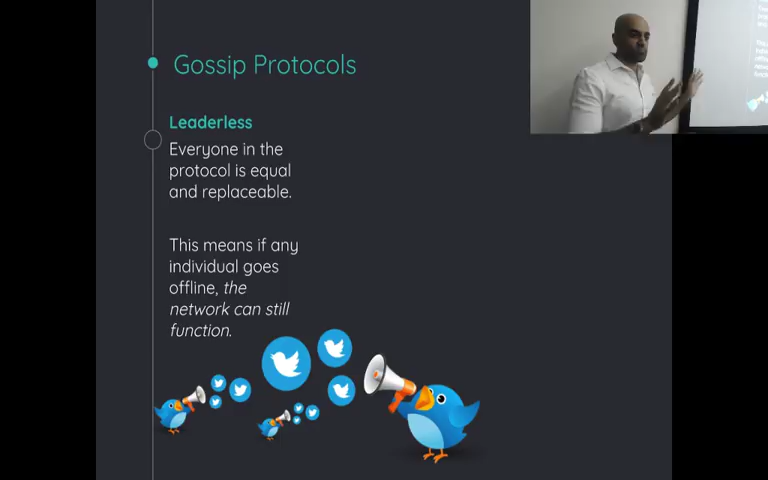 Gossip Protocols
Leaderless
Everyone in the
protocol is equal
and replaceable.
This means if any
individual goes
offline, the
network can still
function.